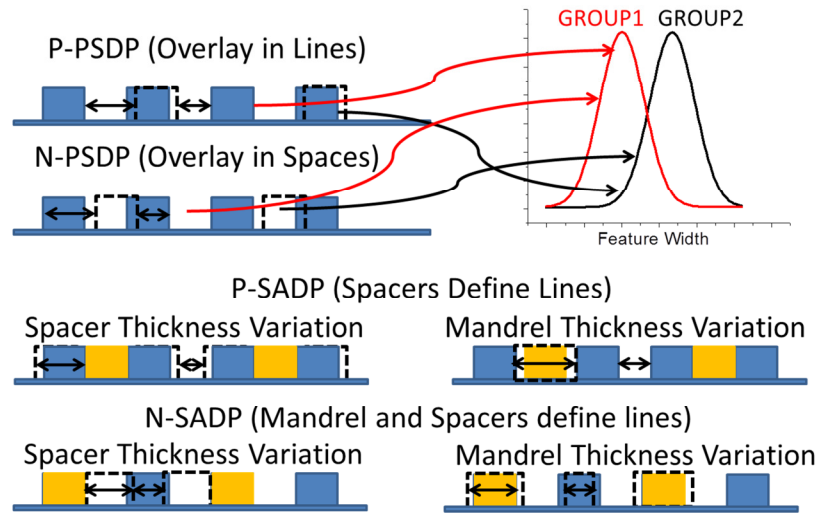 P-PSDP (Overlay in Lines)
GROUP1 GROUP2
N-PSDP (Overlay in Spaces)
Feature Width
P-SADP (Spacers Define Lines)
Spacer Thickness Variation
Mandrel Thickness Variation
N-SADP (Mandrel and Spacers define lines)
Spacer Thickness Variation
Mandrel Thickness Variation